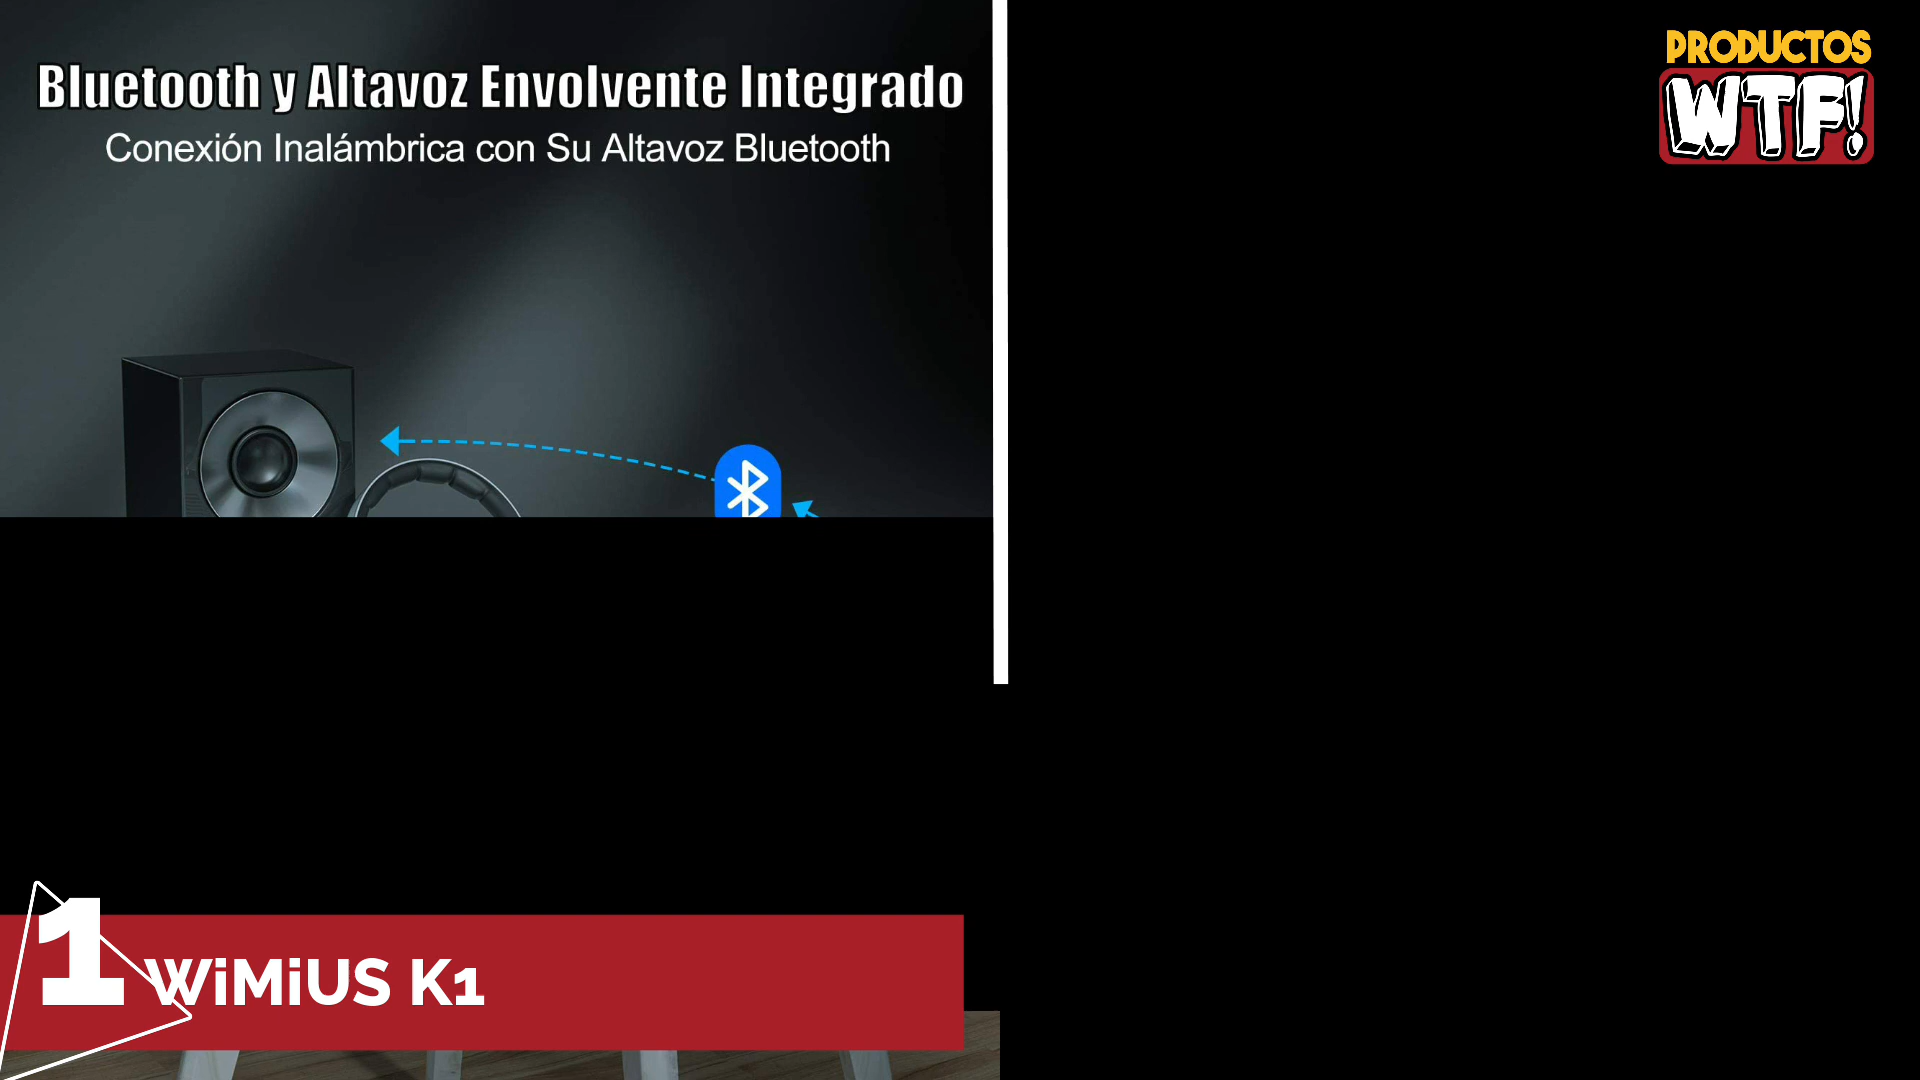 PRODUCTOS
WTF!
Bluetooth y Altavoz Envolvente Integrado
Conexión Inalámbrica con Su Altavoz Bluetooth
1
WiMiUS K1